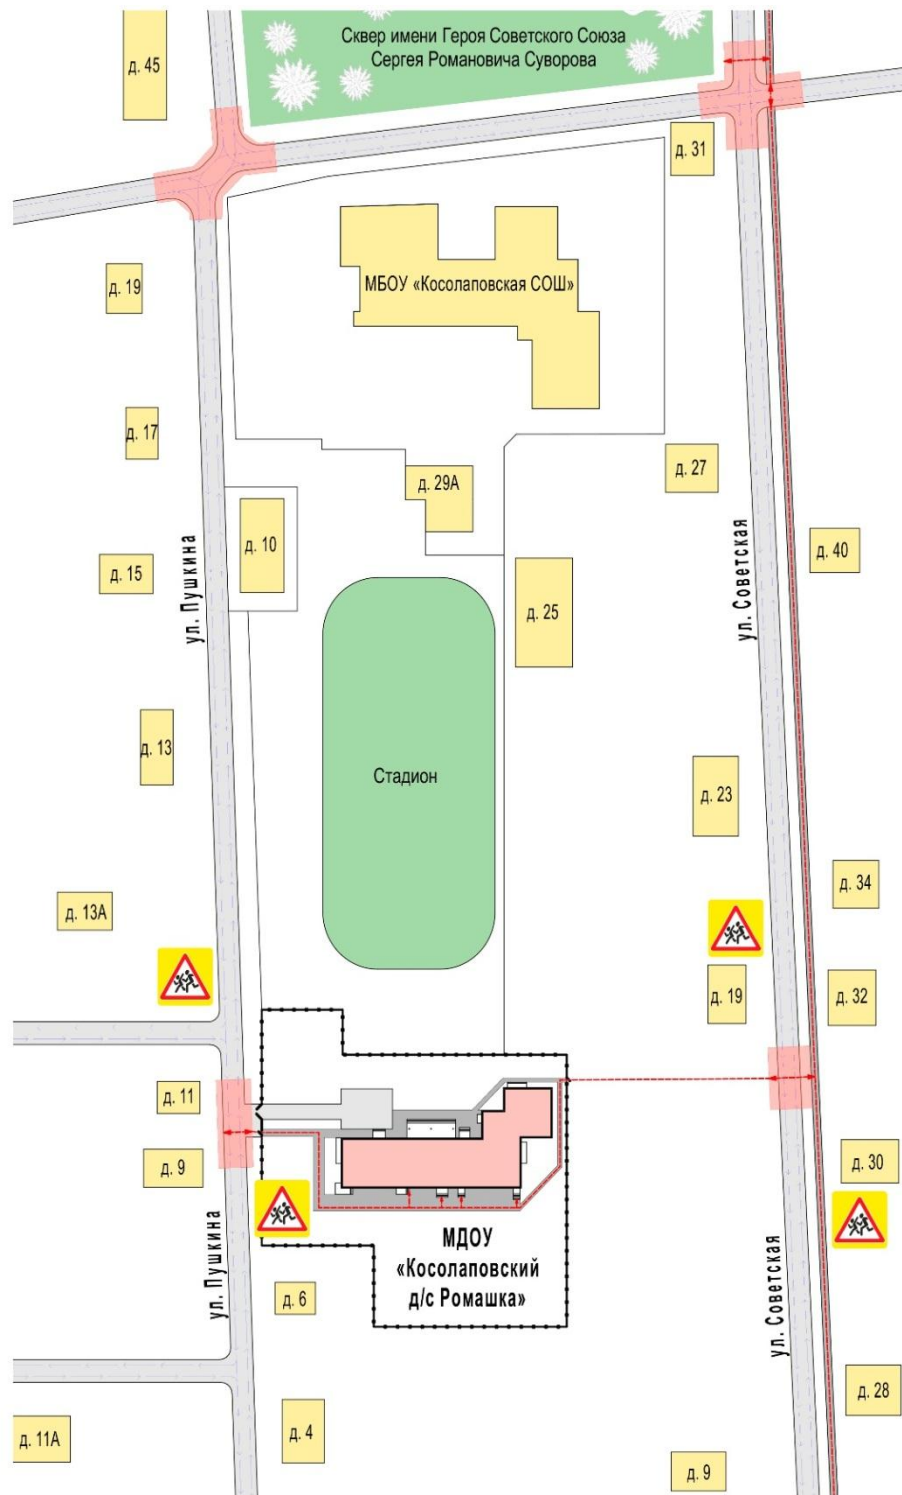 Сквер имени Героя Советского Союза
Сергея Романовича Суворова
д. 45
д. 31
МБОУ «Косолаповская СОШ»
д. 19
д. 17
д. 27
д. 29А
д. 10
д. 40
д. 15
ул. Пушкина
ул. Советская
д. 25
д. 13
Стадион
д. 23
д. 34
д. 13А
д. 19
д. 32
д. 11
д. 9
д. 30
МДОУ
«Косолаповский
д/с Ромашка»
ул. Пушкина
ул. Советская
д. 6
д. 28
д. 4
д. 11А
д. 9